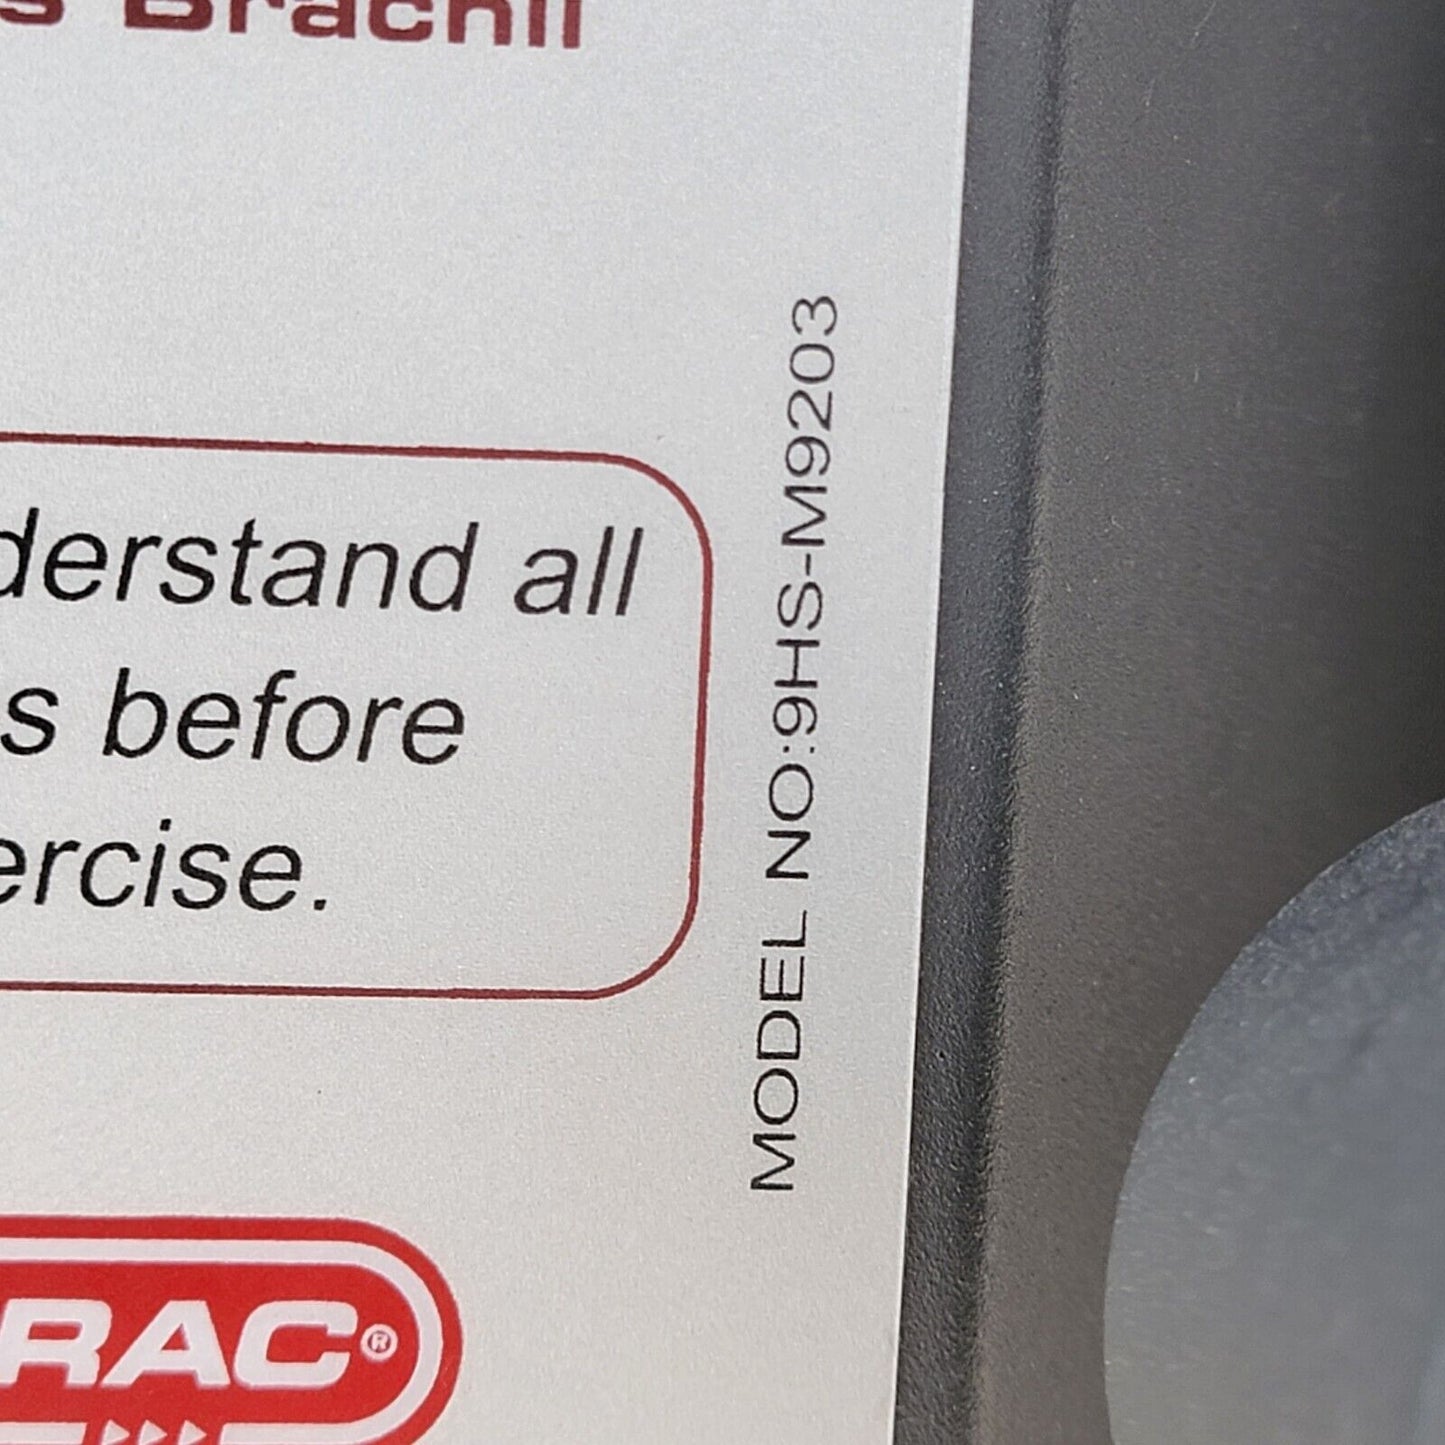 s Brachii
derstand all
s before
ercise.
MODEL NO:9HS-M9203
RAC®